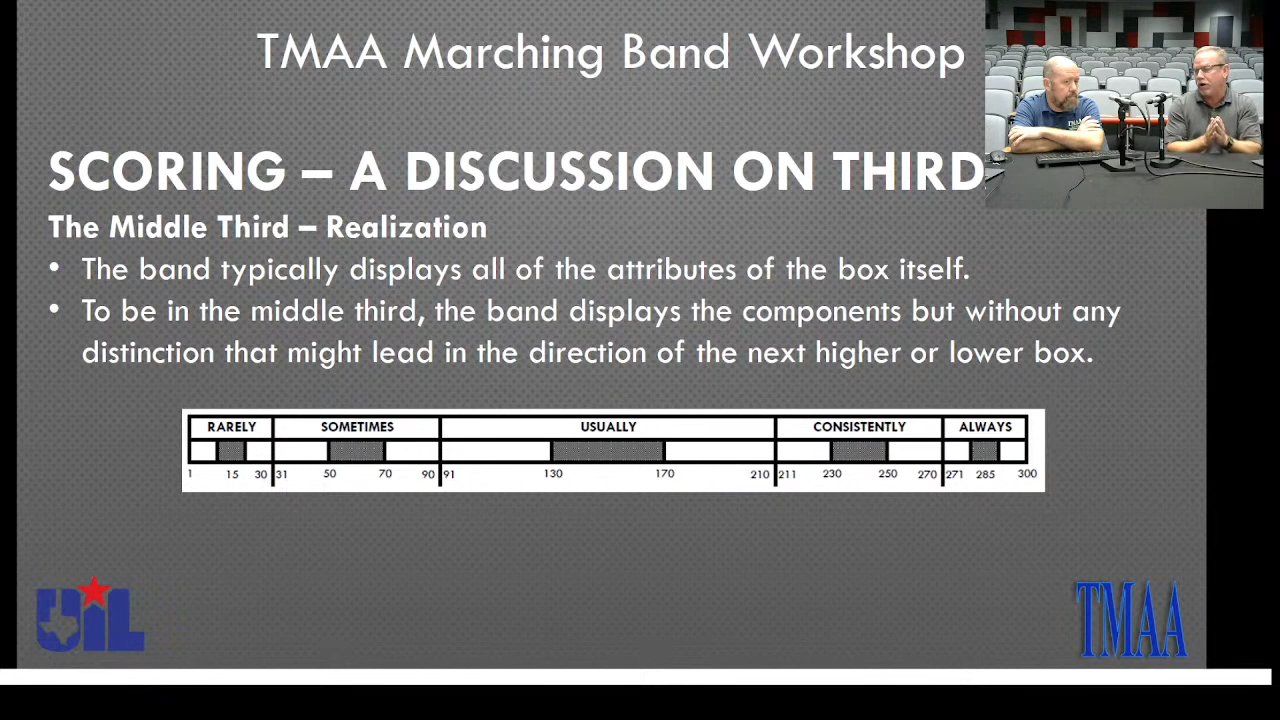 TMAA Marching Band Workshop
SCORING – A DISCUSSION ON THIRD
The Middle Third – Realization
• The band typically displays all of the attributes of the box itself.
• To be in the middle third, the band displays the components but without any
distinction that might lead in the direction of the next higher or lower box.
RARELY SOMETIMES USUALLY CONSISTENTLY ALWAYS
1 15 30 31 50 70 90 91 130 170 210 211 230 250 270 271 285 300
UIL
TMAA